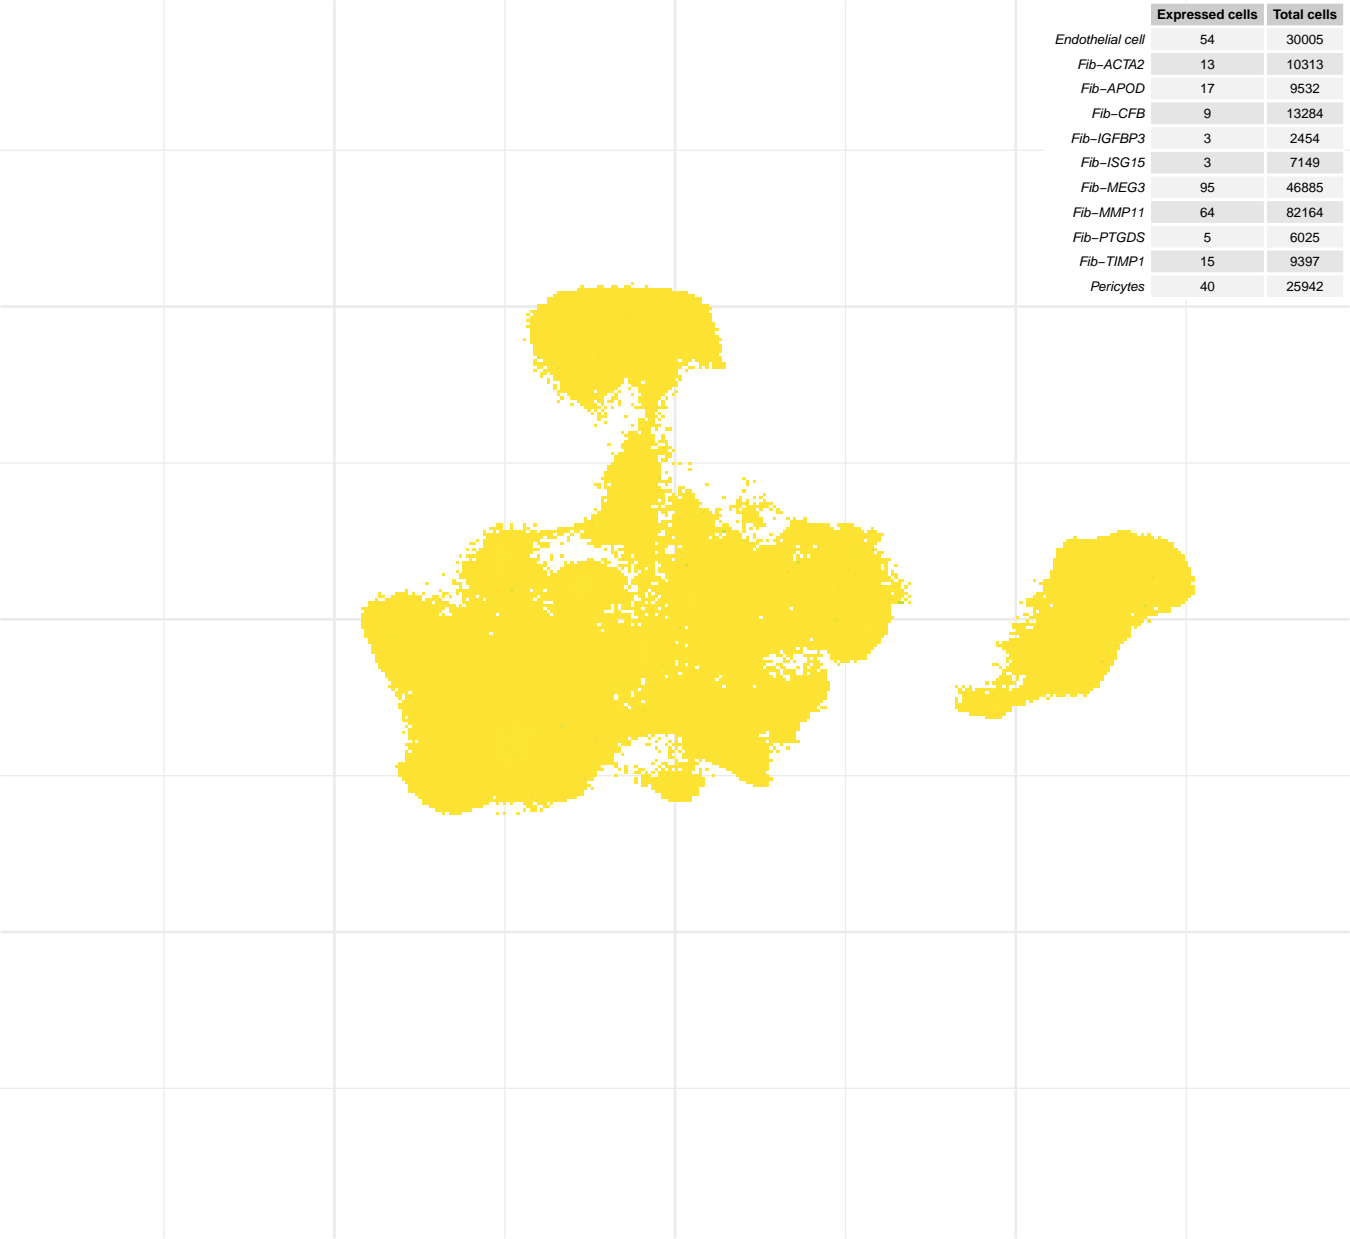 Expressed cells Total cells
Endothelial cell 54 30005
Fib−ACTA2 13 10313
Fib−APOD 17 9532
Fib−CFB 9 13284
Fib−IGFBP3 3 2454
Fib−ISG15 3 7149
Fib−MEG3 95 46885
Fib−MMP11 64 82164
Fib−PTGDS 5 6025
Fib−TIMP1 15 9397
Pericytes 40 25942